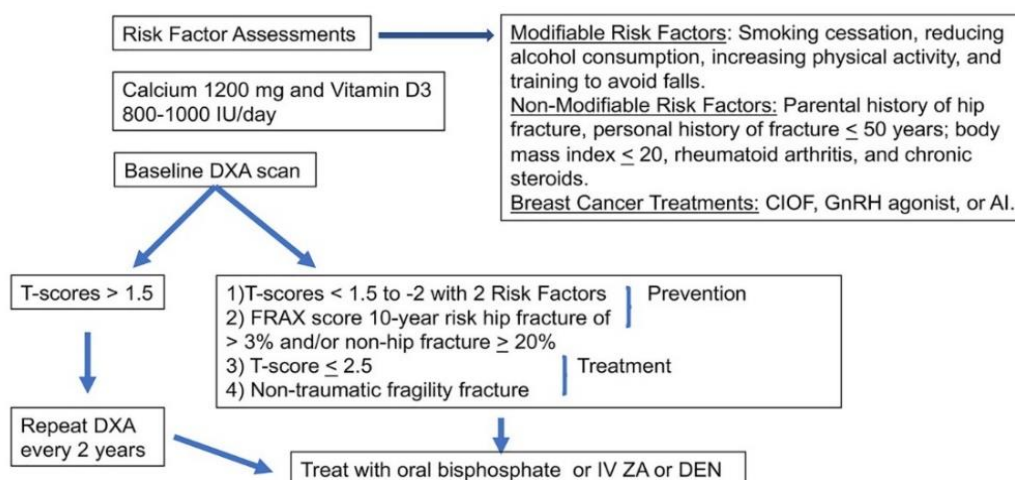 Risk Factor Assessments
Modifiable Risk Factors: Smoking cessation, reducing
alcohol consumption, increasing physical activity, and
training to avoid falls.
Non-Modifiable Risk Factors: Parental history of hip
fracture, personal history of fracture ≤ 50 years; body
mass index ≤ 20, rheumatoid arthritis, and chronic
steroids.
Breast Cancer Treatments: CIOF, GnRH agonist, or AI.
Calcium 1200 mg and Vitamin D3
800-1000 IU/day
Baseline DXA scan
T-scores > 1.5
1)T-scores < 1.5 to -2 with 2 Risk Factors
2) FRAX score 10-year risk hip fracture of
> 3% and/or non-hip fracture ≥ 20%
Prevention
3) T-score ≤ 2.5
4) Non-traumatic fragility fracture
Treatment
Repeat DXA
every 2 years
Treat with oral bisphosphate or IV ZA or DEN